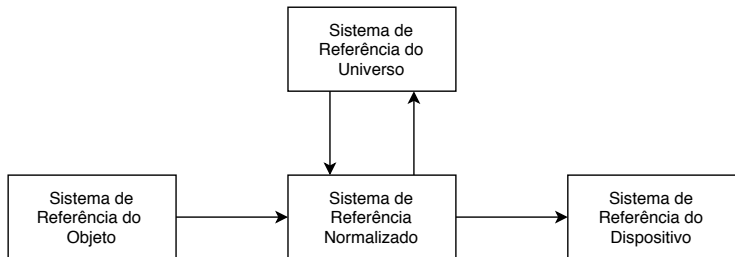 Sistema de
Referência do
Universo
Sistema de
Referência do
Objeto
Sistema de
Referência
Normalizado
Sistema de
Referência do
Dispositivo